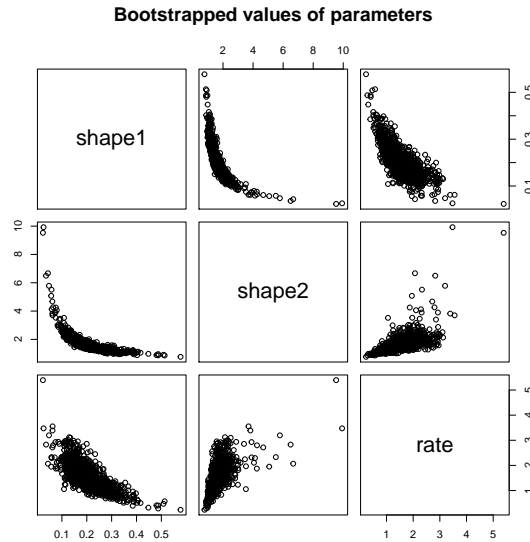 Bootstrapped values of parameters
2 4 6 8 10
shape1
0.1 0.3 0.5
2 4 6 8 10
shape2
rate
1 2 3 4 5
0.1 0.2 0.3 0.4 0.5
1 2 3 4 5